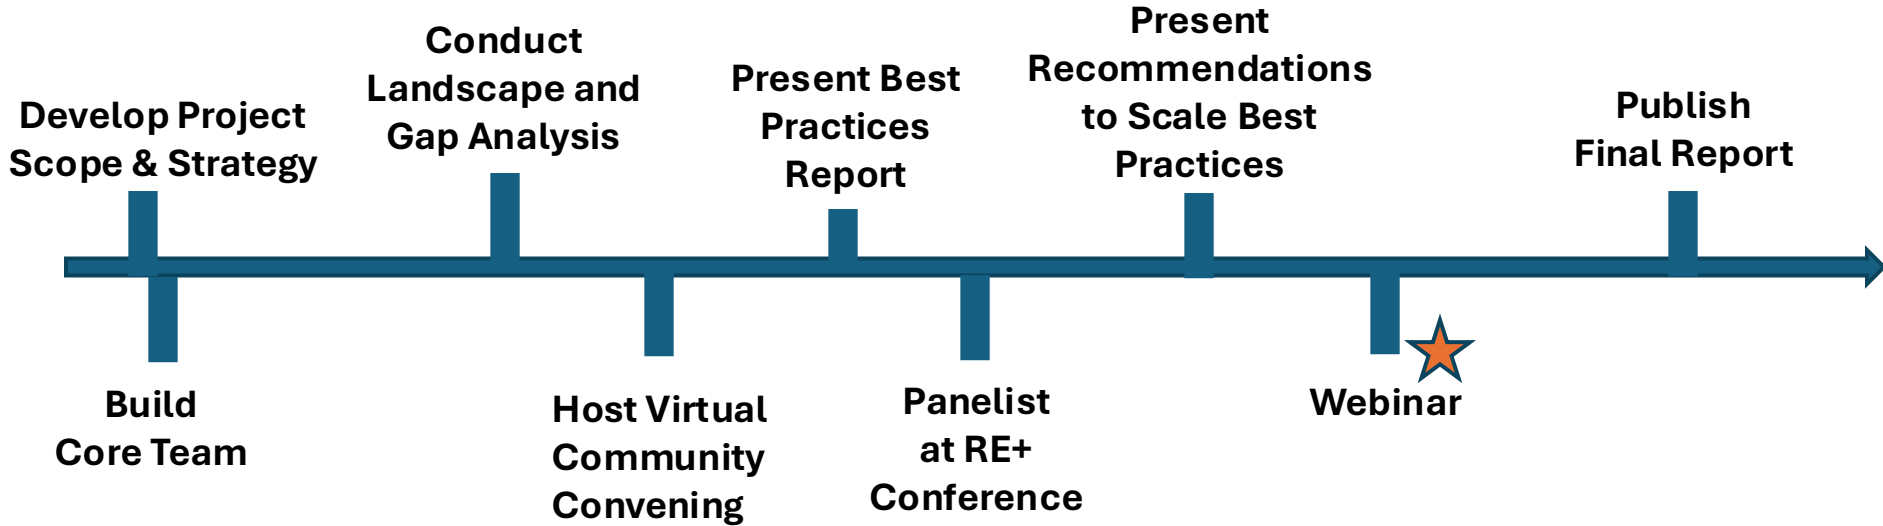 Develop Project
Scope & Strategy
Conduct
Landscape and
Gap Analysis
Present Best
Practices
Report
Present
Recommendations
to Scale Best
Practices
Publish
Final Report
Build
Core Team
Host Virtual
Community
Convening
Panelist
at RE+
Conference
Webinar